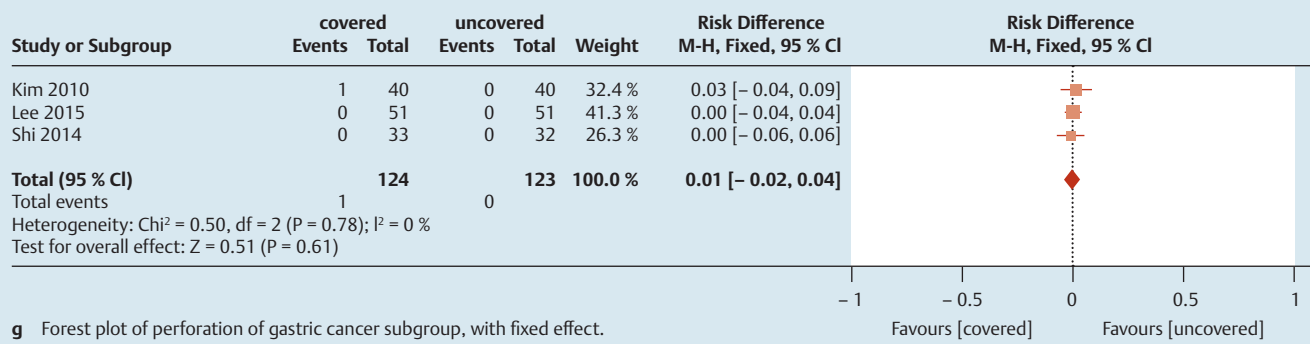 covered uncovered Risk Difference Risk Difference
Study or Subgroup Events Total Events Total Weight M-H, Fixed, 95 % CI M-H, Fixed, 95 % CI
Kim 2010 1 40 0 40 32.4 % 0.03 [– 0.04, 0.09]
Lee 2015 0 51 0 51 41.3 % 0.00 [– 0.04, 0.04]
Shi 2014 0 33 0 32 26.3 % 0.00 [– 0.06, 0.06]
Total (95 % CI) 124 123 100.0 % 0.01 [– 0.02, 0.04]
Total events 1 0
Heterogeneity: Chi² = 0.50, df = 2 (P = 0.78); I² = 0 %
Test for overall effect: Z = 0.51 (P = 0.61)
– 1 – 0.5 0 0.5 1
g Forest plot of perforation of gastric cancer subgroup, with fixed effect. Favours [covered] Favours [uncovered]